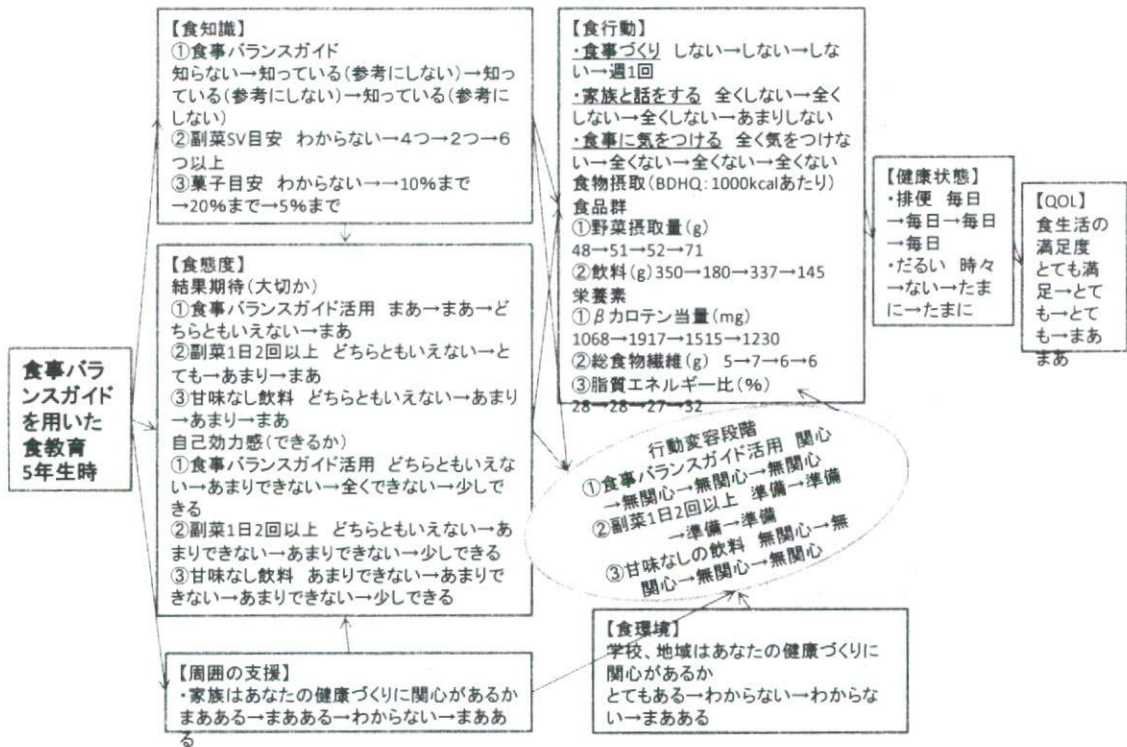 【食知識】
①食事バランスガイド
知らない→知っている(参考にしない)→知っ
ている(参考にしない)→知っている(参考に
しない)
②副菜SV目安 わからない→4つ→2つ→6
つ以上
③菓子目安 わからない→→10%まで
→20%まで→5%まで
【食態度】
結果期待(大切か)
①食事バランスガイド活用 まあ→まあ→ど
ちらともいえない→まあ
②副菜1日2回以上 どちらともいえない→と
ても→あまり→まあ
③甘味なし飲料 どちらともいえない→あまり
→あまり→まあ
自己効力感(できるか)
①食事バランスガイド活用 どちらともいえな
い→あまりできない→全くできない→少しで
きる
②副菜1日2回以上 どちらともいえない→あ
まりできない→あまりできない→少しできる
③甘味なし飲料 あまりできない→あまりで
きない→あまりできない→少しできる
食事バラ
ンスガイド
を用いた
食教育
5年生時
【周囲の支援】
・家族はあなたの健康づくりに関心があるか
まあある→まあある→わからない→まああ
る
【食行動】
・食事づくり しない→しない→しな
い→週1回
・家族と話をする 全くしない→全く
しない→全くしない→あまりしない
・食事に気をつける 全く気をつけな
い→全くない→全くない→全くない
食物摂取(BDHQ:1000kcalあたり)
食品群
①野菜摂取量(g)
48→51→52→71
②飲料(g)350→180→337→145
栄養素
①βカロテン当量(mg)
1068→1917→1515→1230
②総食物繊維(g) 5→7→6→6
③脂質エネルギー比(%)
28→28→27→32
行動変容段階
①食事バランスガイド活用 関心
→無関心→無関心→無関心
②副菜1日2回以上 準備→準備
→準備→準備
③甘味なしの飲料 無関心→無
関心→無関心→無関心
【食環境】
学校、地域はあなたの健康づくりに
関心があるか
とてもある→わからない→わからな
い→まあある
【健康状態】
・排便 毎日
→毎日→毎日
→毎日
・だるい 時々
→ない→たま
に→たまに
【QOL】
食生活の
満足度
とても満
足→とて
も→とて
も→まあ
まあ